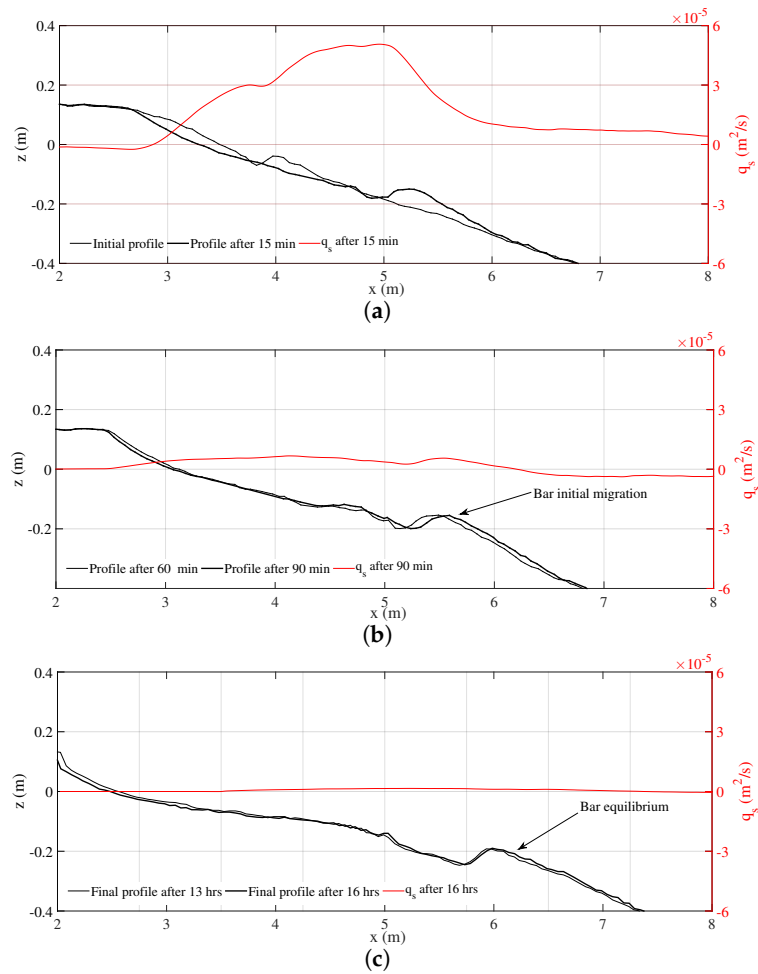 ×10⁻⁵
0.4
0.2
0
-0.2
-0.4
z (m)
6
3
0
-3
-6
q_s (m²/s)
Initial profile Profile after 15 min q_s after 15 min
2 3 4 5 6 7 8
x (m)
(a)
×10⁻⁵
0.4
0.2
0
-0.2
z (m)
6
3
0
-3
-6
q_s (m²/s)
Bar initial migration
Profile after 60 min Profile after 90 min q_s after 90 min
2 3 4 5 6 7 8
x (m)
(b)
×10⁻⁵
0.4
0.2
0
-0.2
-0.4
z (m)
6
3
0
-3
-6
q_s (m²/s)
Bar equilibrium
Final profile after 13 hrs Final profile after 16 hrs q_s after 16 hrs
2 3 4 5 6 7 8
x (m)
(c)